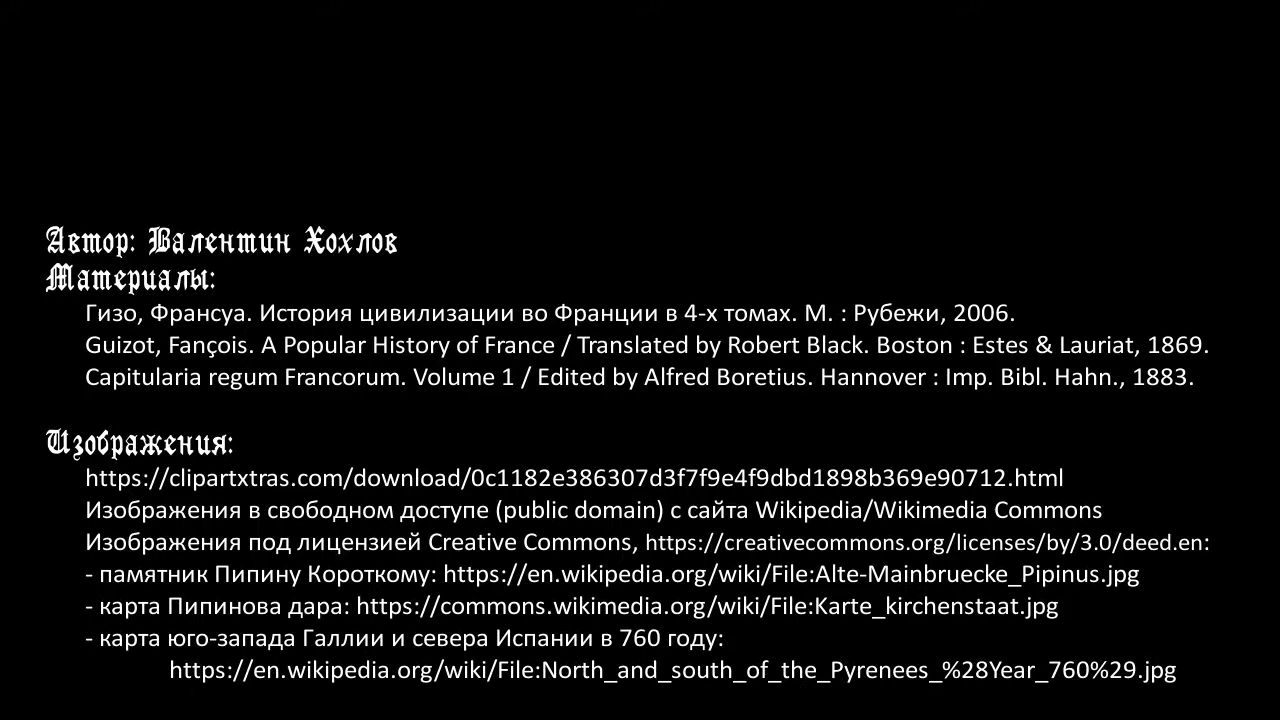 Автор: Валентин Хохлов
Материалы:
Гизо, Франсуа. История цивилизации во Франции в 4-х томах. М. : Рубежи, 2006.
Guizot, Fançois. A Popular History of France / Translated by Robert Black. Boston : Estes & Lauriat, 1869.
Capitularia regum Francorum. Volume 1 / Edited by Alfred Boretius. Hannover : Imp. Bibl. Hahn., 1883.
Изображения:
https://clipartxtras.com/download/0c1182e386307d3f7f9e4f9dbd1898b369e90712.html
Изображения в свободном доступе (public domain) с сайта Wikipedia/Wikimedia Commons
Изображения под лицензией Creative Commons, https://creativecommons.org/licenses/by/3.0/deed.en:
- памятник Пипину Короткому: https://en.wikipedia.org/wiki/File:Alte-Mainbruecke_Pipinus.jpg
- карта Пипинова дара: https://commons.wikimedia.org/wiki/File:Karte_kirchenstaat.jpg
- карта юго-запада Галлии и севера Испании в 760 году:
https://en.wikipedia.org/wiki/File:North_and_south_of_the_Pyrenees_%28Year_760%29.jpg